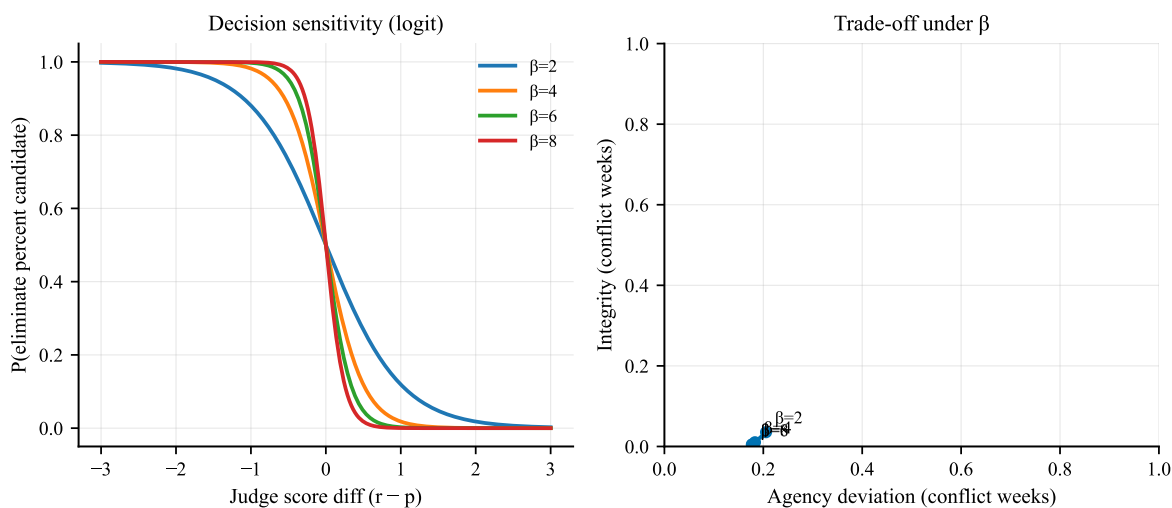 Decision sensitivity (logit)
P(eliminate percent candidate)
1.0
0.8
0.6
0.4
0.2
0.0
−3
−2
−1
0
1
2
3
Judge score diff (r − p)
β=2
β=4
β=6
β=8
Trade-off under β
Integrity (conflict weeks)
1.0
0.8
0.6
0.4
0.2
0.0
β=2
0.0
0.2
0.4
0.6
0.8
1.0
Agency deviation (conflict weeks)